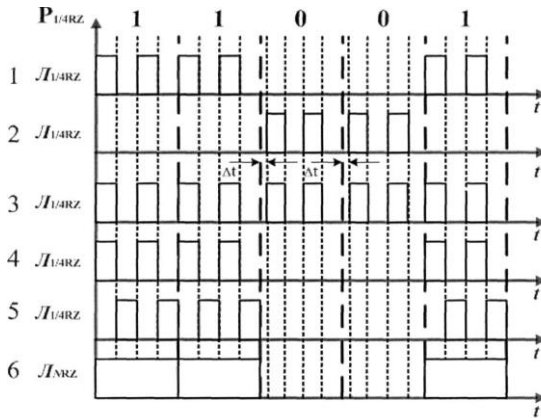 P1/4RZ 1 1 0 0 1
1 Л1/4RZ t
2 Л1/4RZ t
Δt Δt
3 Л1/4RZ t
4 Л1/4RZ t
5 Л1/4RZ t
6 ЛNRZ t